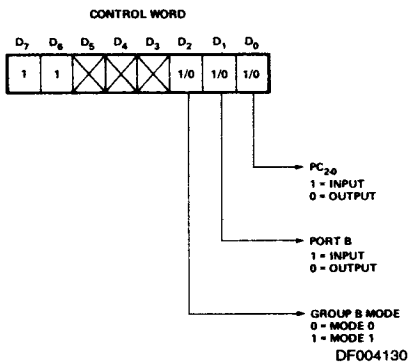 CONTROL WORD
D7 D6 D5 D4 D3 D2 D1 D0
1 1 1/0 1/0 1/0
PC2-0
1 = INPUT
0 = OUTPUT
PORT B
1 = INPUT
0 = OUTPUT
GROUP B MODE
0 = MODE 0
1 = MODE 1
DF004130